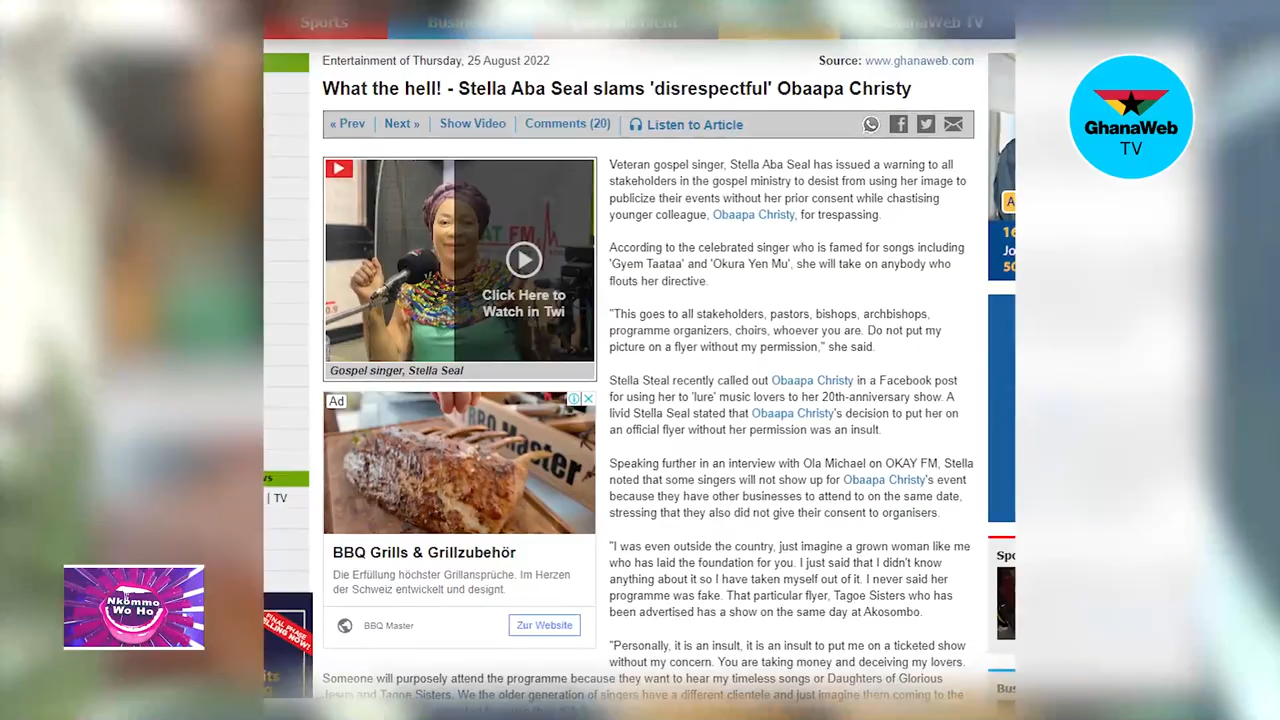 Sports
GhanaWeb TV
Entertainment of Thursday, 25 August 2022
Source: www.ghanaweb.com
What the hell! - Stella Aba Seal slams 'disrespectful' Obaapa Christy
« Prev
Next »
Show Video
Comments (20)
Listen to Article
GhanaWeb
TV
Click Here to
Watch in Twi
Gospel singer, Stella Seal
Veteran gospel singer, Stella Aba Seal has issued a warning to all
stakeholders in the gospel ministry to desist from using her image to
publicize their events without her prior consent while chastising
younger colleague, Obaapa Christy, for trespassing.
According to the celebrated singer who is famed for songs including
'Gyem Taataa' and 'Okura Yen Mu', she will take on anybody who
flouts her directive.
"This goes to all stakeholders, pastors, bishops, archbishops,
programme organizers, choirs, whoever you are. Do not put my
picture on a flyer without my permission," she said.
Stella Steal recently called out Obaapa Christy in a Facebook post
for using her to 'lure' music lovers to her 20th-anniversary show. A
livid Stella Seal stated that Obaapa Christy's decision to put her on
an official flyer without her permission was an insult.
Speaking further in an interview with Ola Michael on OKAY FM, Stella
noted that some singers will not show up for Obaapa Christy's event
because they have other businesses to attend to on the same date,
stressing that they also did not give their consent to organisers.
"I was even outside the country, just imagine a grown woman like me
who has laid the foundation for you. I just said that I didn't know
anything about it so I have taken myself out of it. I never said her
programme was fake. That particular flyer, Tagoe Sisters who has
been advertised has a show on the same day at Akosombo.
"Personally, it is an insult, it is an insult to put me on a ticketed show
without my concern. You are taking money and deceiving my lovers.
Someone will purposely attend the programme because they want to hear my timeless songs or Daughters of Glorious
Jesus and Tagoe Sisters. We the older generation of singers have a different clientele and just imagine them coming to the
Ad
BBQ Master
BBQ Grills & Grillzubehör
Die Erfüllung höchster Grillansprüche. Im Herzen
der Schweiz entwickelt und designt.
BBQ Master
Zur Website
| TV
FINAL PHASE
SELLING NOW!
Nkommo
Wo Ho